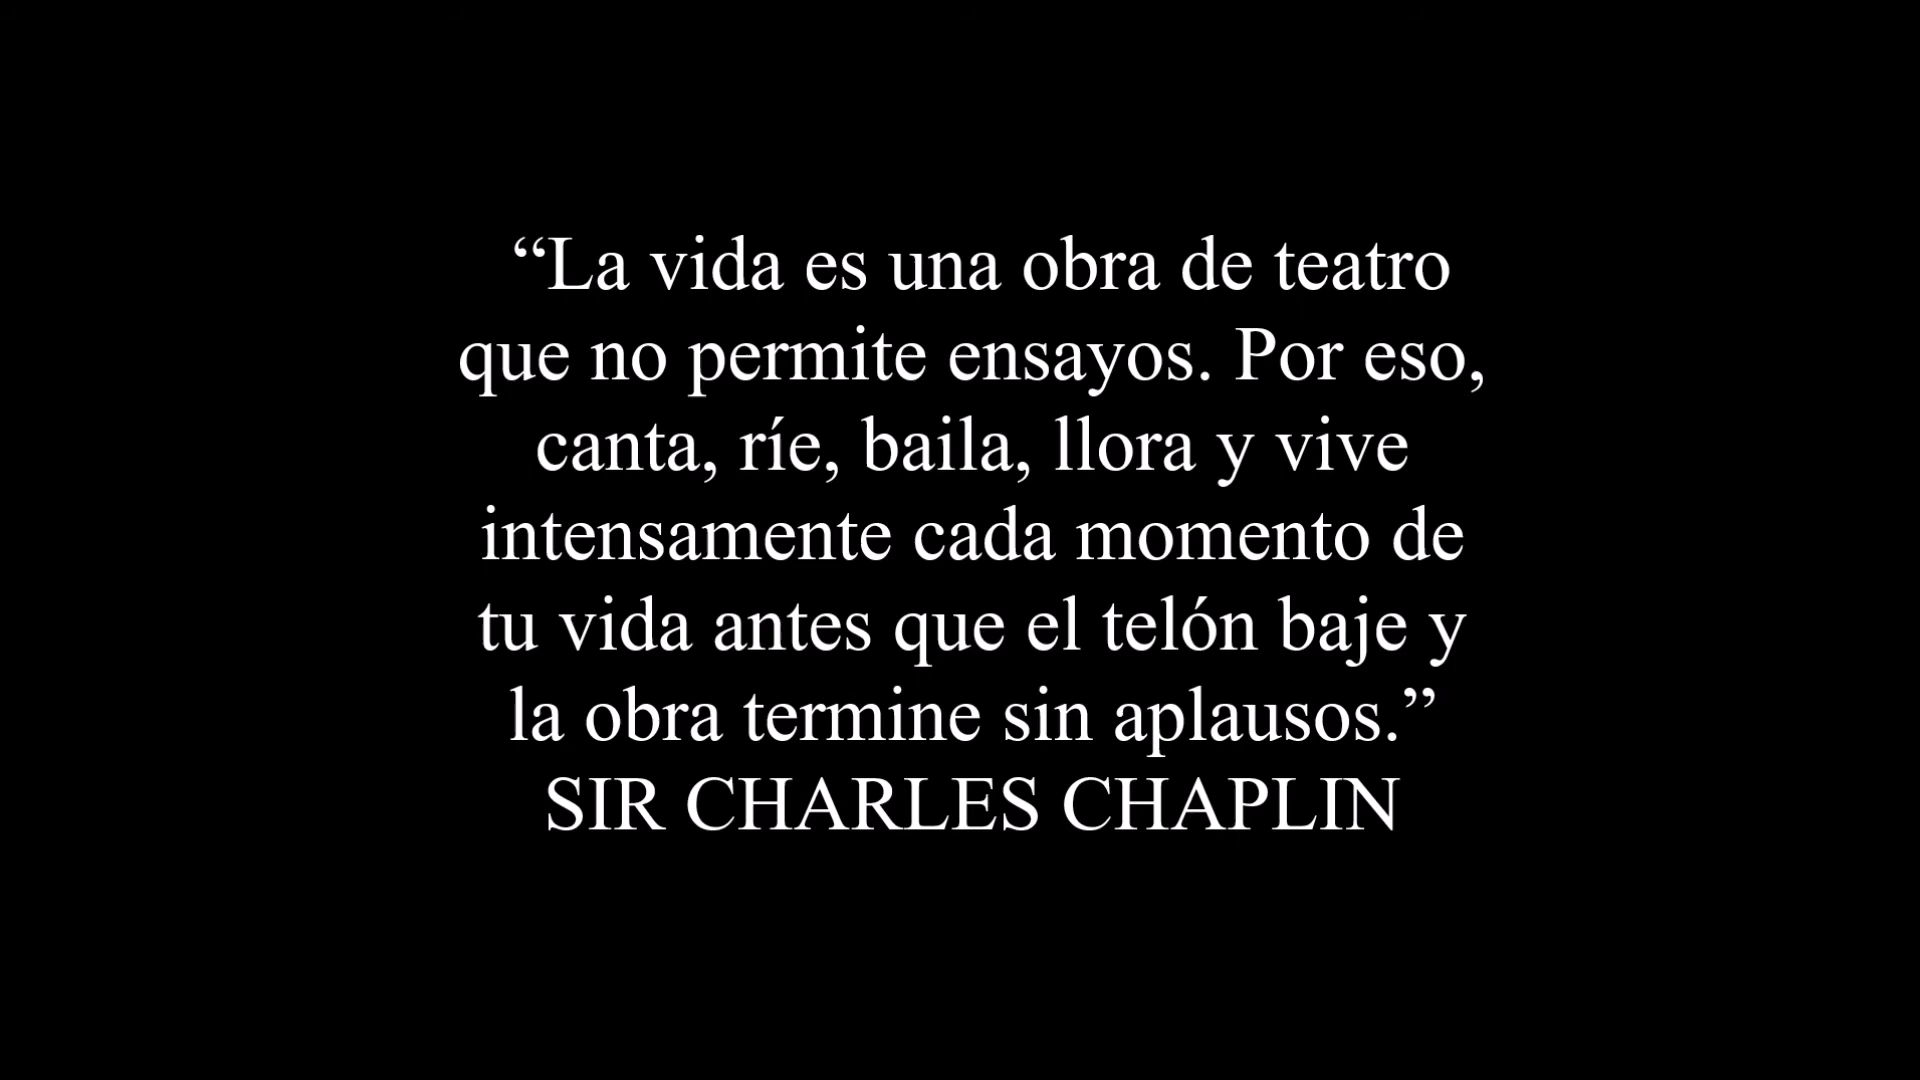 “La vida es una obra de teatro
que no permite ensayos. Por eso,
canta, ríe, baila, llora y vive
intensamente cada momento de
tu vida antes que el telón baje y
la obra termine sin aplausos.”
SIR CHARLES CHAPLIN